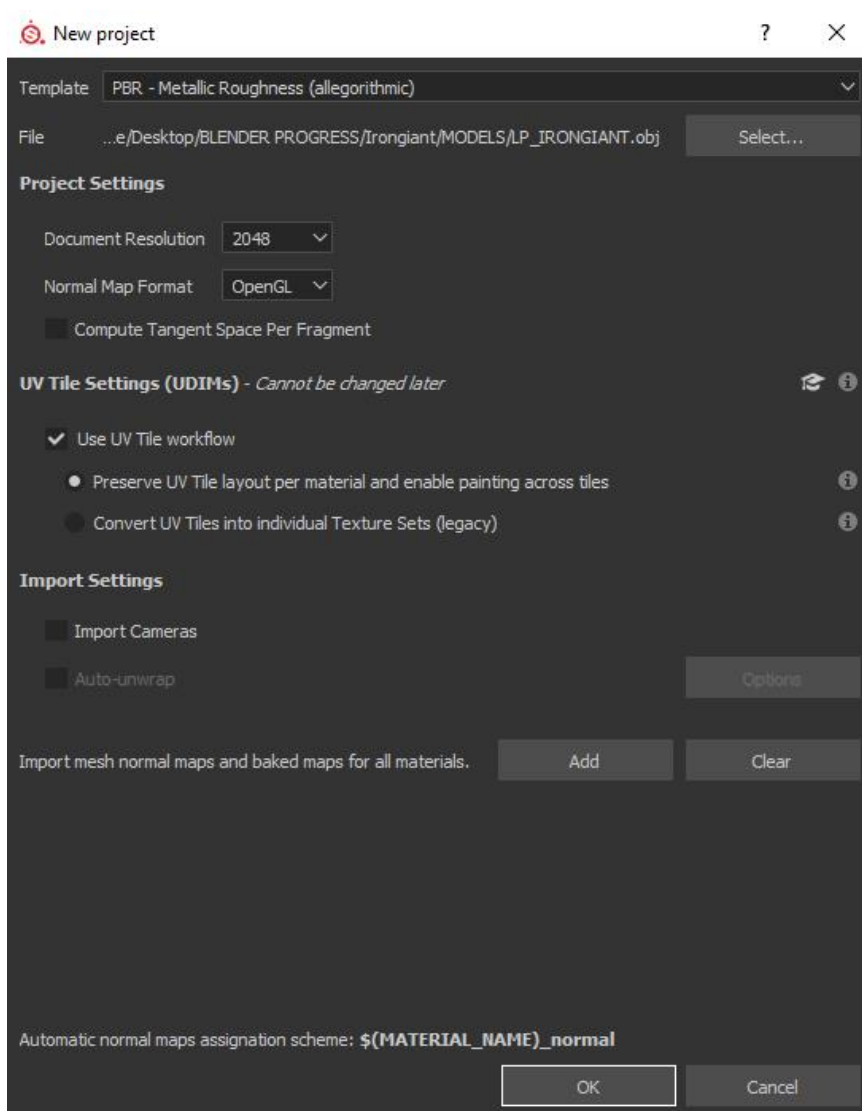 New project
?
Template PBR - Metallic Roughness (allegorithmic)
File ...e/Desktop/BLENDER PROGRESS/Irongiant/MODELS/LP_IRONGIANT.obj Select...
Project Settings
Document Resolution 2048
Normal Map Format OpenGL
Compute Tangent Space Per Fragment
UV Tile Settings (UDIMs) - Cannot be changed later
Use UV Tile workflow
Preserve UV Tile layout per material and enable painting across tiles
Convert UV Tiles into individual Texture Sets (legacy)
Import Settings
Import Cameras
Auto-unwrap Options
Import mesh normal maps and baked maps for all materials. Add Clear
Automatic normal maps assignation scheme: $(MATERIAL_NAME)_normal
OK Cancel